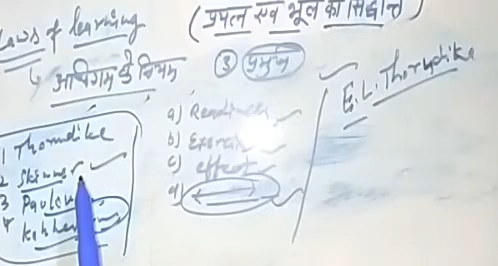 Laws of learning (प्रयत्न एवं भूल का सिद्धान्त)
अधिगम के नियम
③ प्रमुख
E.L. Thorndike
1 Thorndike
2 Skinner
3 Pavlov
4 Kohler
a) Readiness
b) Exercise
c) effect
d)